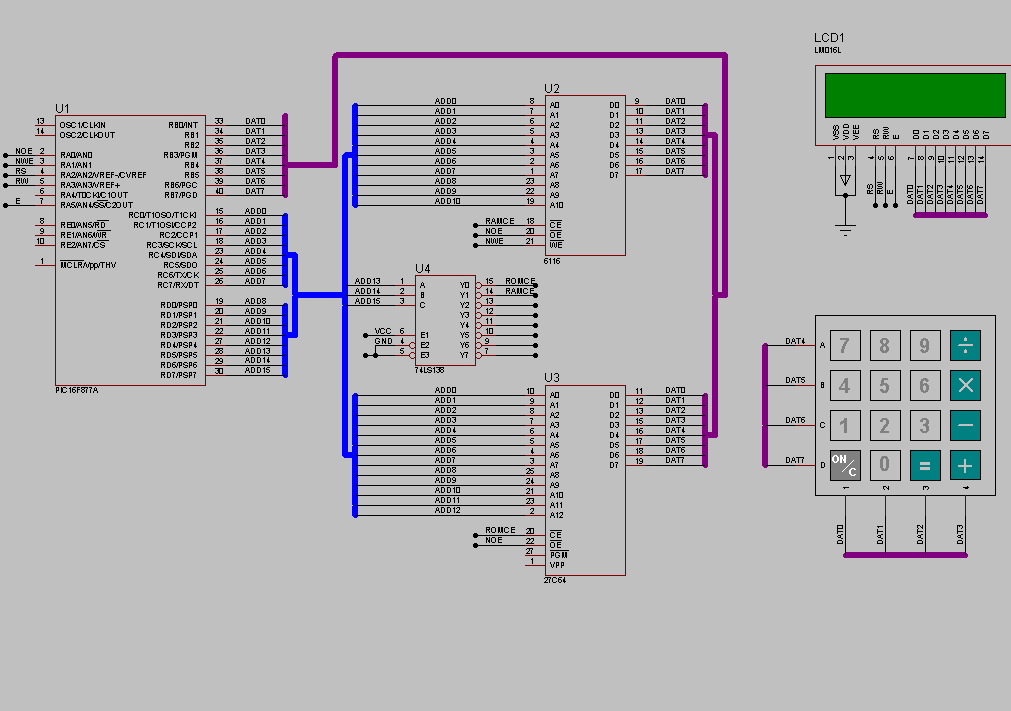 U1
13 OSC1/CLKIN RB0/INT 33 DAT0
14 OSC2/CLKOUT RB1 34 DAT1
RB2 35 DAT2
NOE 2 RA0/AN0 RB3/PGM 36 DAT3
NWE 3 RA1/AN1 RB4 37 DAT4
RS 4 RA2/AN2/VREF-/CVREF RB5 38 DAT5
RW 5 RA3/AN3/VREF+ RB6/PGC 39 DAT6
6 RA4/T0CKI/C1OUT RB7/PGD 40 DAT7
E 7 RA5/AN4/SS/C2OUT
RC0/T1OSO/T1CKI 15 ADD0
8 RE0/AN5/RD RC1/T1OSI/CCP2 16 ADD1
9 RE1/AN6/WR RC2/CCP1 17 ADD2
10 RE2/AN7/CS RC3/SCK/SCL 18 ADD3
RC4/SDI/SDA 23 ADD4
1 MCLR/Vpp/THV RC5/SDO 24 ADD5
RC6/TX/CK 25 ADD6
RC7/RX/DT 26 ADD7
RD0/PSP0 19 ADD8
RD1/PSP1 20 ADD9
RD2/PSP2 21 ADD10
RD3/PSP3 22 ADD11
RD4/PSP4 27 ADD12
RD5/PSP5 28 ADD13
RD6/PSP6 29 ADD14
RD7/PSP7 30 ADD15
PIC16F877A
U2
ADD0 8 A0 D0 9 DAT0
ADD1 7 A1 D1 10 DAT1
ADD2 6 A2 D2 11 DAT2
ADD3 5 A3 D3 13 DAT3
ADD4 4 A4 D4 14 DAT4
ADD5 3 A5 D5 15 DAT5
ADD6 2 A6 D6 16 DAT6
ADD7 1 A7 D7 17 DAT7
ADD8 23 A8
ADD9 22 A9
ADD10 19 A10
RAMCE 18 CE
NOE 20 OE
NWE 21 WE
6116
U4
ADD13 1 A Y0 15 ROMCE
ADD14 2 B Y1 14 RAMCE
ADD15 3 C Y2 13
Y3 12
Y4 11
VCC 6 E1 Y5 10
GND 4 E2 Y6 9
5 E3 Y7 7
74LS138
U3
ADD0 10 A0 D0 11 DAT0
ADD1 9 A1 D1 12 DAT1
ADD2 8 A2 D2 13 DAT2
ADD3 7 A3 D3 15 DAT3
ADD4 6 A4 D4 16 DAT4
ADD5 5 A5 D5 17 DAT5
ADD6 4 A6 D6 18 DAT6
ADD7 3 A7 D7 19 DAT7
ADD8 25 A8
ADD9 24 A9
ADD10 21 A10
ADD11 23 A11
ADD12 2 A12
ROMCE 20 CE
NOE 22 OE
27 PGM
1 VPP
27C64
LCD1
LM016L
VSS VDD VEE RS RW E D0 D1 D2 D3 D4 D5 D6 D7
1 2 3 4 5 6 7 8 9 10 11 12 13 14
RS RW E DAT0 DAT1 DAT2 DAT3 DAT4 DAT5 DAT6 DAT7
DAT4 A 7 8 9 ÷
DAT5 B 4 5 6 ×
DAT6 C 1 2 3 −
DAT7 D ON/C 0 = +
1 2 3 4
DAT0 DAT1 DAT2 DAT3